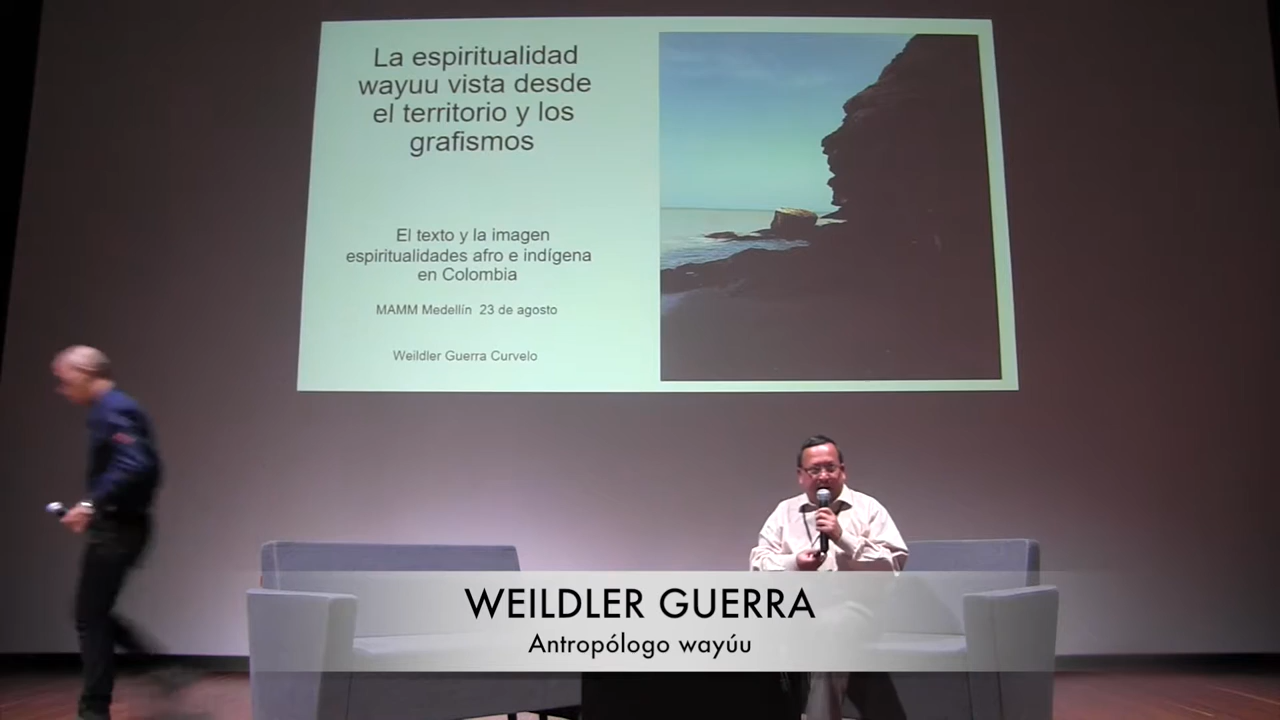 La espiritualidad
wayuu vista desde
el territorio y los
grafismos
El texto y la imagen
espiritualidades afro e indígena
en Colombia
MAMM Medellín 23 de agosto
Weildler Guerra Curvelo
WEILDLER GUERRA
Antropólogo wayúu